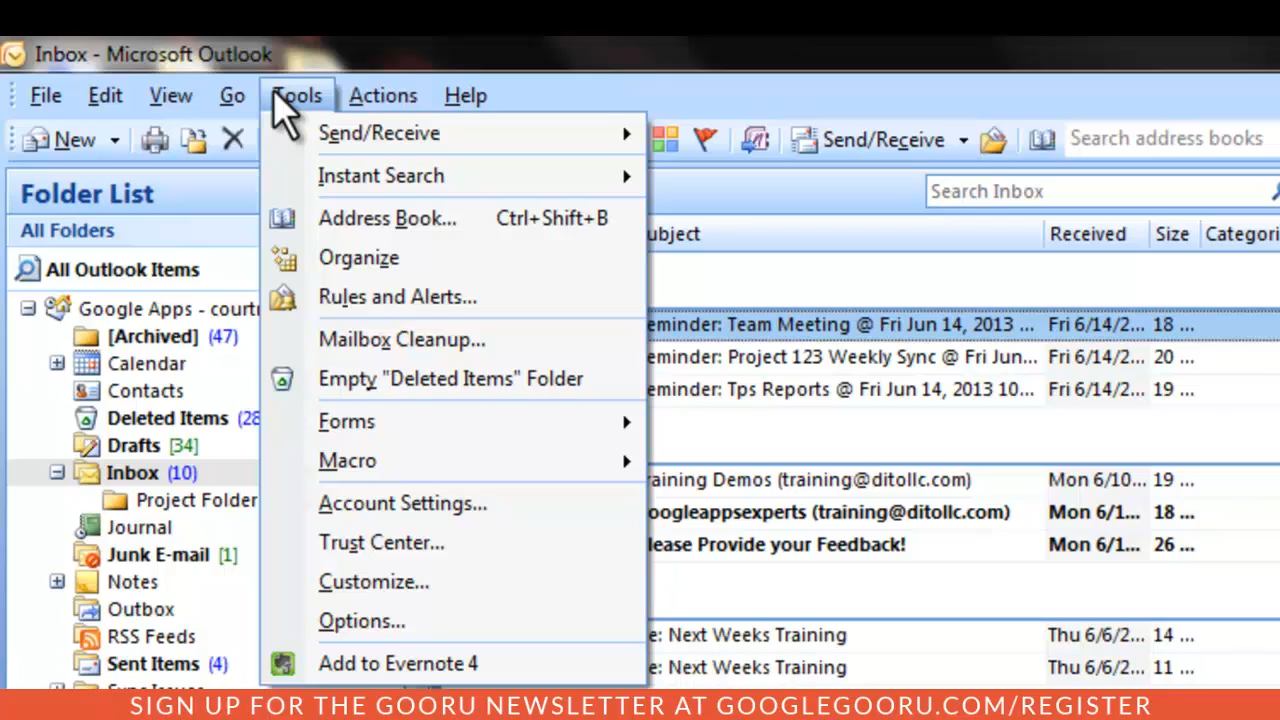 Inbox - Microsoft Outlook
File Edit View Go Tools Actions Help
New Send/Receive Search address books
Folder List
Search Inbox
All Folders
Received Size
All Outlook Items
Send/Receive
Instant Search
Address Book... Ctrl+Shift+B
Organize
Rules and Alerts...
Mailbox Cleanup...
Empty "Deleted Items" Folder
Forms
Macro
Account Settings...
Trust Center...
Customize...
Options...
Add to Evernote 4
Google Apps - courtn
[Archived] (47)
Calendar
Contacts
Deleted Items (28
Drafts [34]
Inbox (10)
Project Folder
Journal
Junk E-mail [1]
Notes
Outbox
RSS Feeds
Sent Items (4)
ubject Categori
eminder: Team Meeting @ Fri Jun 14, 2013 ... Fri 6/14/2... 18 ...
eminder: Project 123 Weekly Sync @ Fri Jun... Fri 6/14/2... 20 ...
eminder: Tps Reports @ Fri Jun 14, 2013 10... Fri 6/14/2... 19 ...
raining Demos (training@ditollc.com) Mon 6/10... 19 ...
oogleappsexperts (training@ditollc.com) Mon 6/1... 18 ...
lease Provide your Feedback! Mon 6/1... 26 ...
e: Next Weeks Training Thu 6/6/2... 14 ...
e: Next Weeks Training Thu 6/6/2... 11 ...
SIGN UP FOR THE GOORU NEWSLETTER AT GOOGLEGOORU.COM/REGISTER